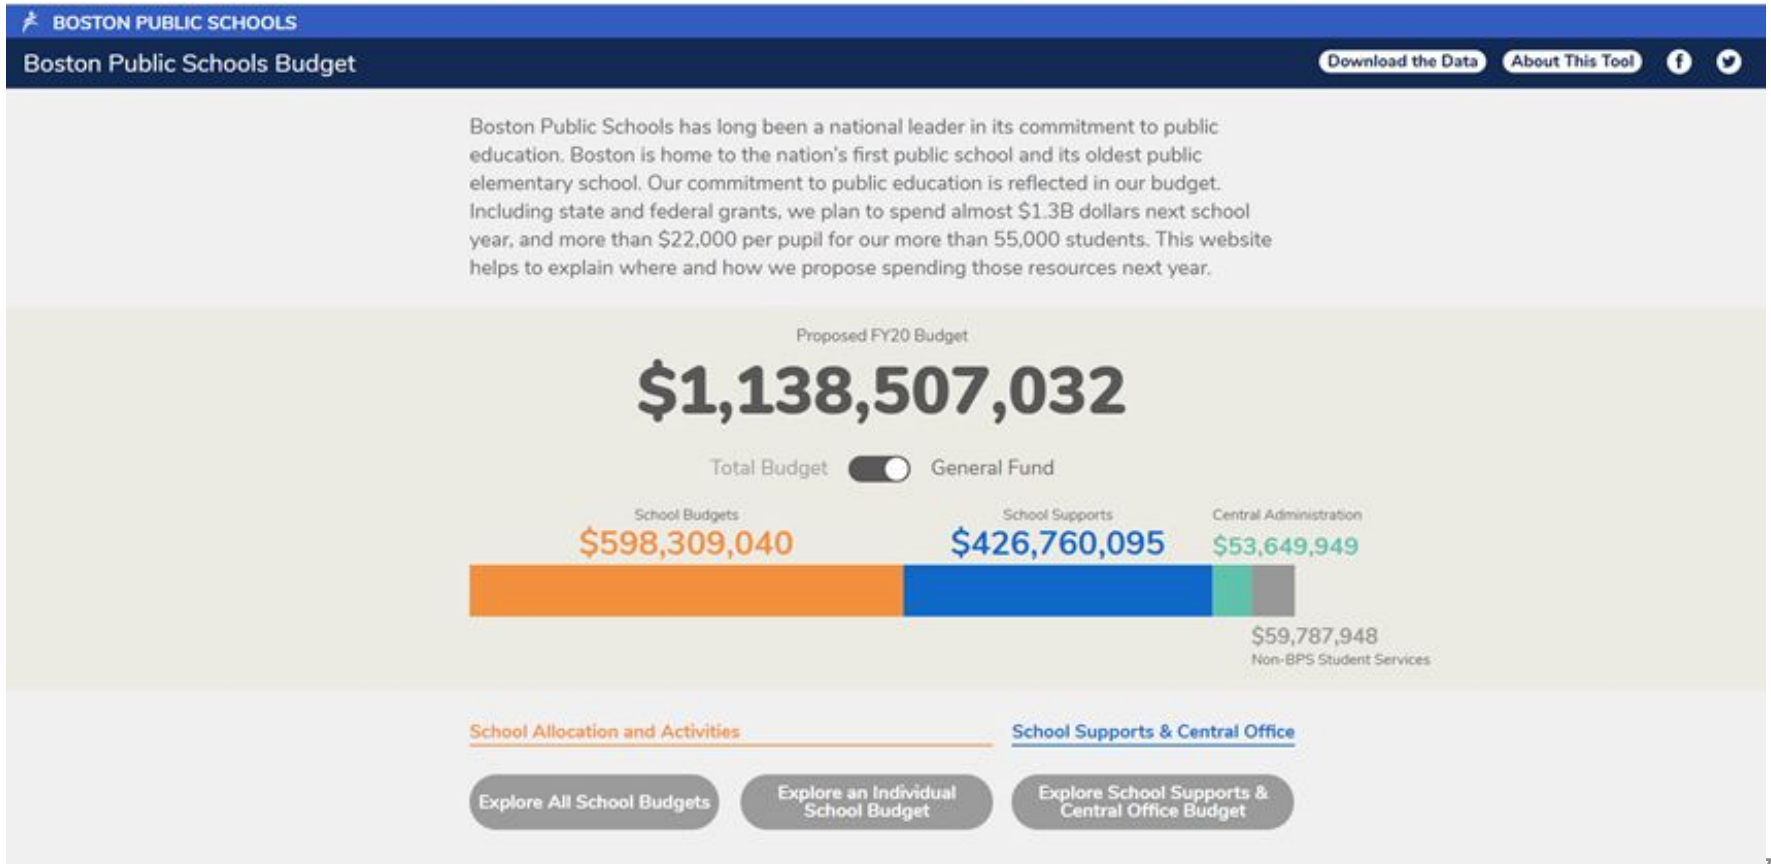 BOSTON PUBLIC SCHOOLS
Boston Public Schools Budget
Download the Data
About This Tool
Boston Public Schools has long been a national leader in its commitment to public
education. Boston is home to the nation's first public school and its oldest public
elementary school. Our commitment to public education is reflected in our budget.
Including state and federal grants, we plan to spend almost $1.3B dollars next school
year, and more than $22,000 per pupil for our more than 55,000 students. This website
helps to explain where and how we propose spending those resources next year.
Proposed FY20 Budget
$1,138,507,032
Total Budget
General Fund
School Budgets
$598,309,040
School Supports
$426,760,095
Central Administration
$53,649,949
$59,787,948
Non-BPS Student Services
School Allocation and Activities
School Supports & Central Office
Explore All School Budgets
Explore an Individual
School Budget
Explore School Supports &
Central Office Budget